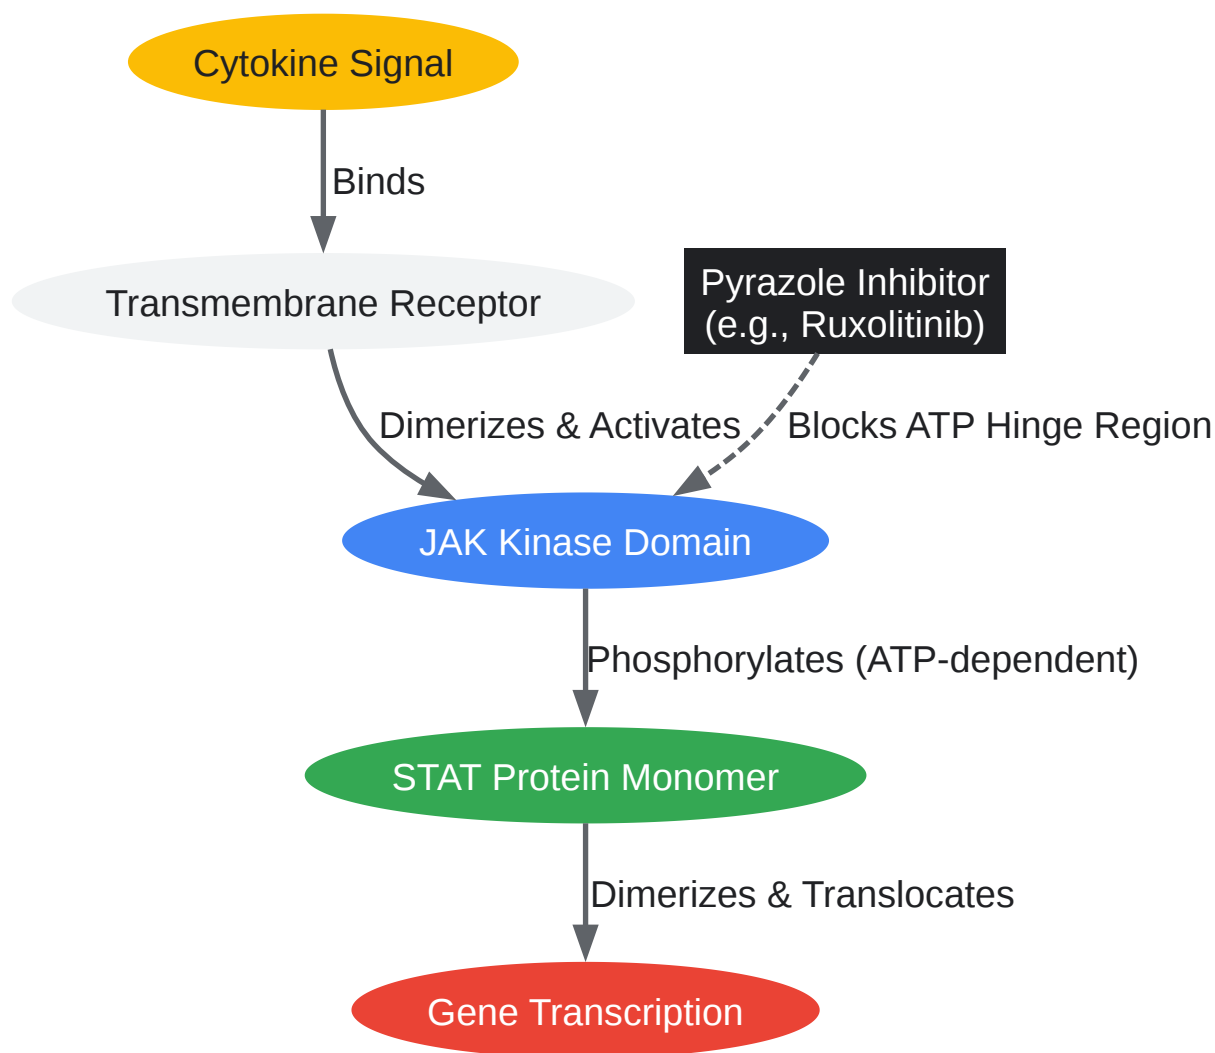 Cytokine Signal
Binds
Transmembrane Receptor
Pyrazole Inhibitor
(e.g., Ruxolitinib)
Dimerizes & Activates
Blocks ATP Hinge Region
JAK Kinase Domain
Phosphorylates (ATP-dependent)
STAT Protein Monomer
Dimerizes & Translocates
Gene Transcription